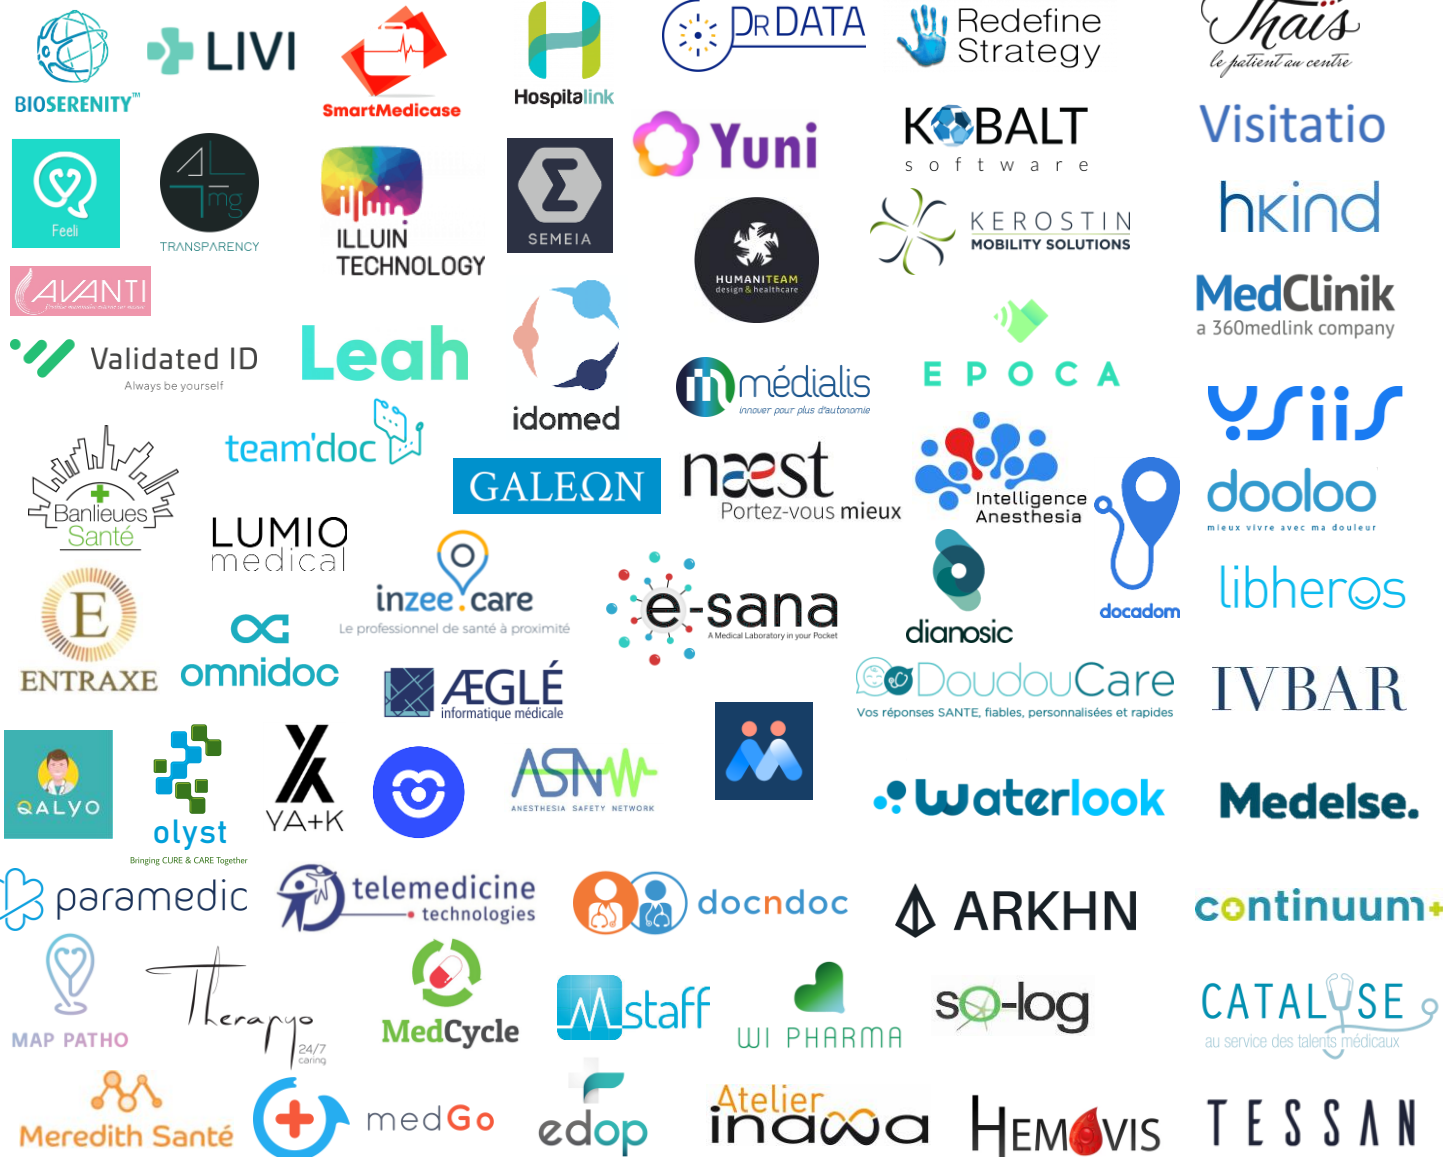 BIOSERENITY™
LIVI
SmartMedicase
Hospitalink
DR DATA
Redefine
Strategy
Thaïs
le patient au centre
Feeli
4
mg
TRANSPARENCY
ILLUIN
TECHNOLOGY
SEMEIA
Yuni
KOBALT
software
Visitatio
hkind
HUMANITEAM
design & healthcare
KEROSTIN
MOBILITY SOLUTIONS
AVANTI
MedClinik
a 360medlink company
Validated ID
Always be yourself
Leah
idomed
médialis
innover pour plus d'autonomie
EPOCA
ysiis
team'doc
Banlieues
Santé
GALEΩN
næst
Portez-vous mieux
Intelligence
Anesthesia
docadom
dooloo
mieux vivre avec ma douleur
LUMIO
medical
inzee.care
Le professionnel de santé à proximité
e-sana
A Medical Laboratory in your Pocket
dianosic
libheros
E
ENTRAXE
omnidoc
ÆGLÉ
informatique médicale
DoudouCare
Vos réponses SANTE, fiables, personnalisées et rapides
IVBAR
QALYO
olyst
Bringing CURE & CARE Together
YA+K
ASN
ANESTHESIA SAFETY NETWORK
waterlook
Medelse.
paramedic
telemedicine
technologies
docndoc
ARKHN
continuum+
MAP PATHO
Therapyo
24/7
caring
MedCycle
staff
WI PHARMA
so-log
CATALYSE
au service des talents médicaux
Meredith Santé
medGo
edop
Atelier
inawa
HEMOVIS
TESSAN